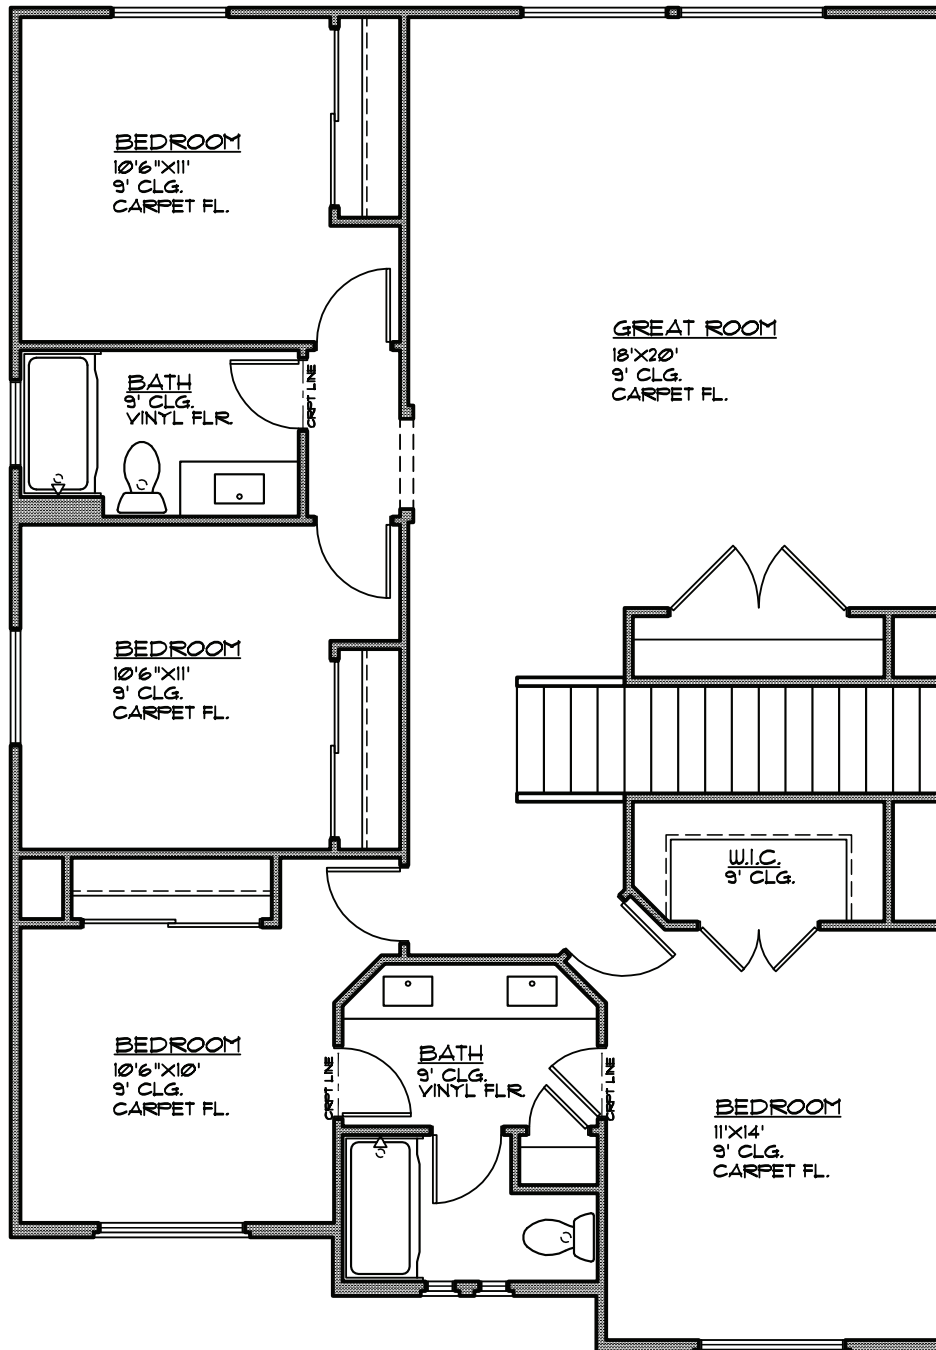 BEDROOM
10'6"X11'
9' CLG.
CARPET FL.
GREAT ROOM
18'X20'
9' CLG.
CARPET FL.
BATH
9' CLG.
VINYL FLR.
CRPT LINE
BEDROOM
10'6"X11'
9' CLG.
CARPET FL.
W.I.C.
9' CLG.
BEDROOM
10'6"X10'
9' CLG.
CARPET FL.
CRPT LINE
BATH
9' CLG.
VINYL FLR.
CRPT LINE
BEDROOM
11'X14'
9' CLG.
CARPET FL.